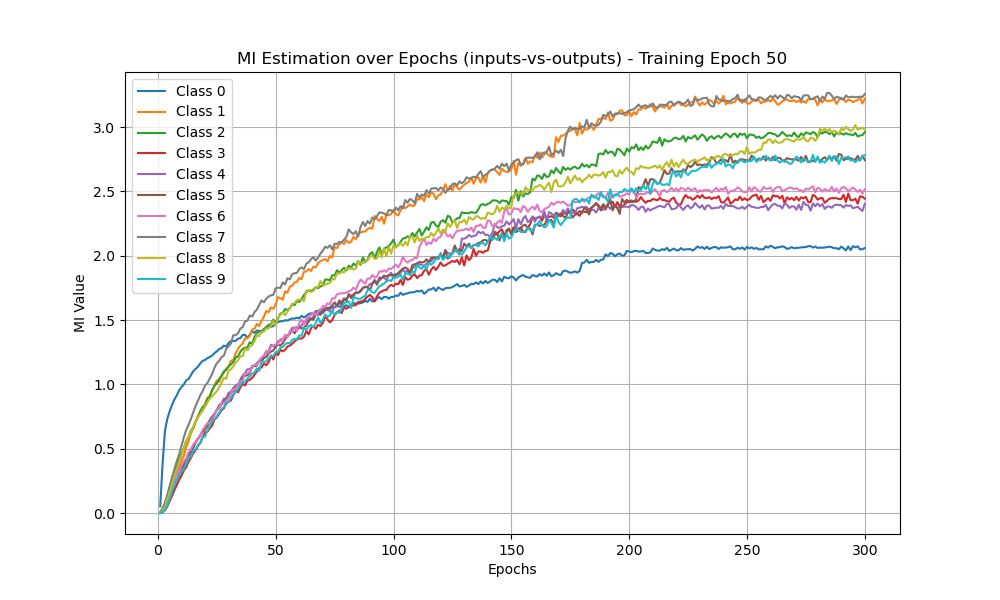 MI Estimation over Epochs (inputs-vs-outputs) - Training Epoch 50
Class 0
Class 1
Class 2
Class 3
Class 4
Class 5
Class 6
Class 7
Class 8
Class 9
MI Value
3.0
2.5
2.0
1.5
1.0
0.5
0.0
0
50
100
150
200
250
300
Epochs